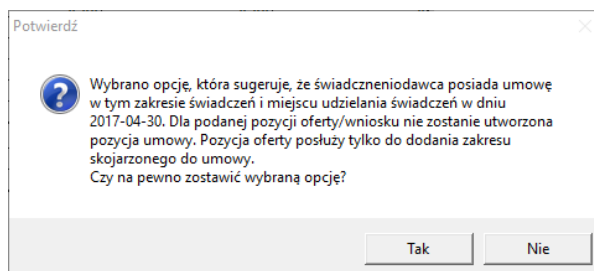 Potwierdź
Wybrano opcję, która sugeruje, że świadczneniodawca posiada umowę
w tym zakresie świadczeń i miejscu udzielania świadczeń w dniu
2017-04-30. Dla podanej pozycji oferty/wniosku nie zostanie utworzona
pozycja umowy. Pozycja oferty posłuży tylko do dodania zakresu
skojarzonego do umowy.
Czy na pewno zostawić wybraną opcję?
Tak
Nie